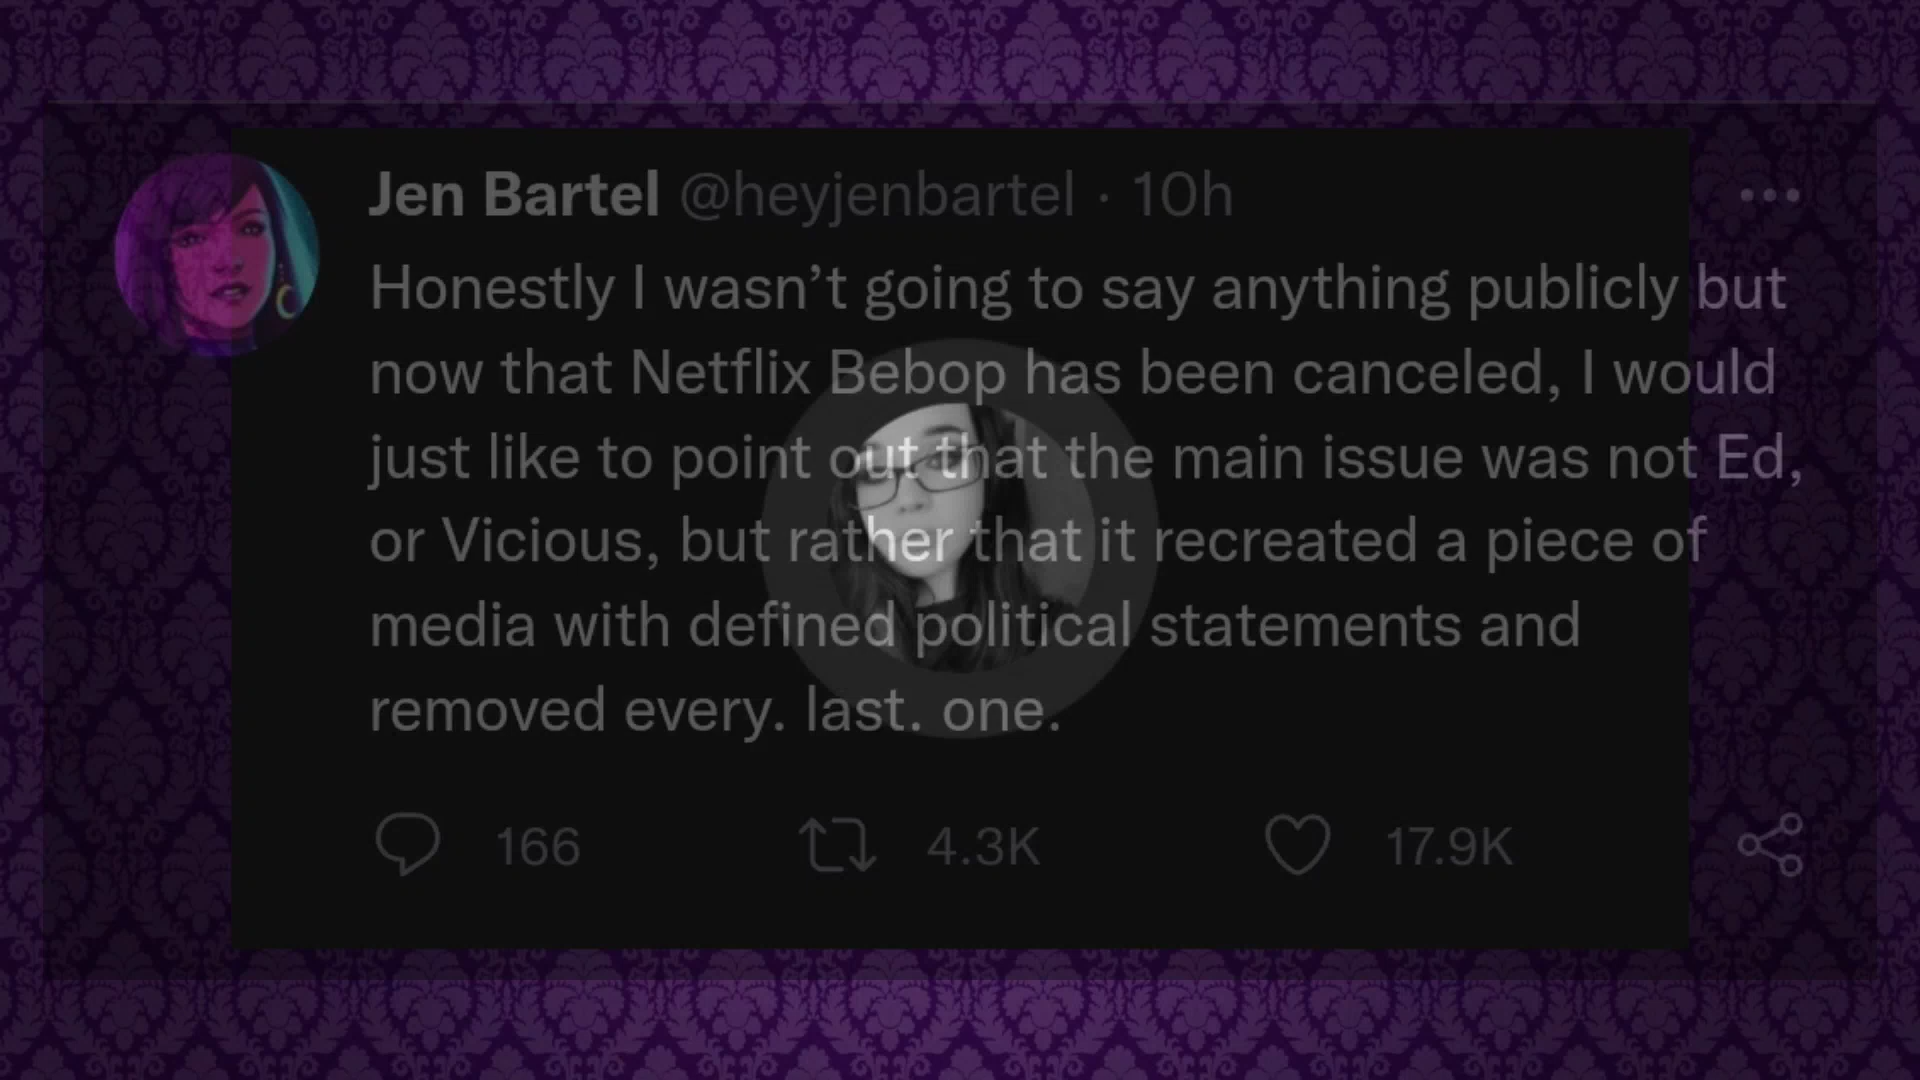 Jen Bartel @heyjenbartel · 10h
Honestly I wasn’t going to say anything publicly but
now that Netflix Bebop has been canceled, I would
just like to point out that the main issue was not Ed,
or Vicious, but rather that it recreated a piece of
media with defined political statements and
removed every. last. one.
166 4.3K 17.9K